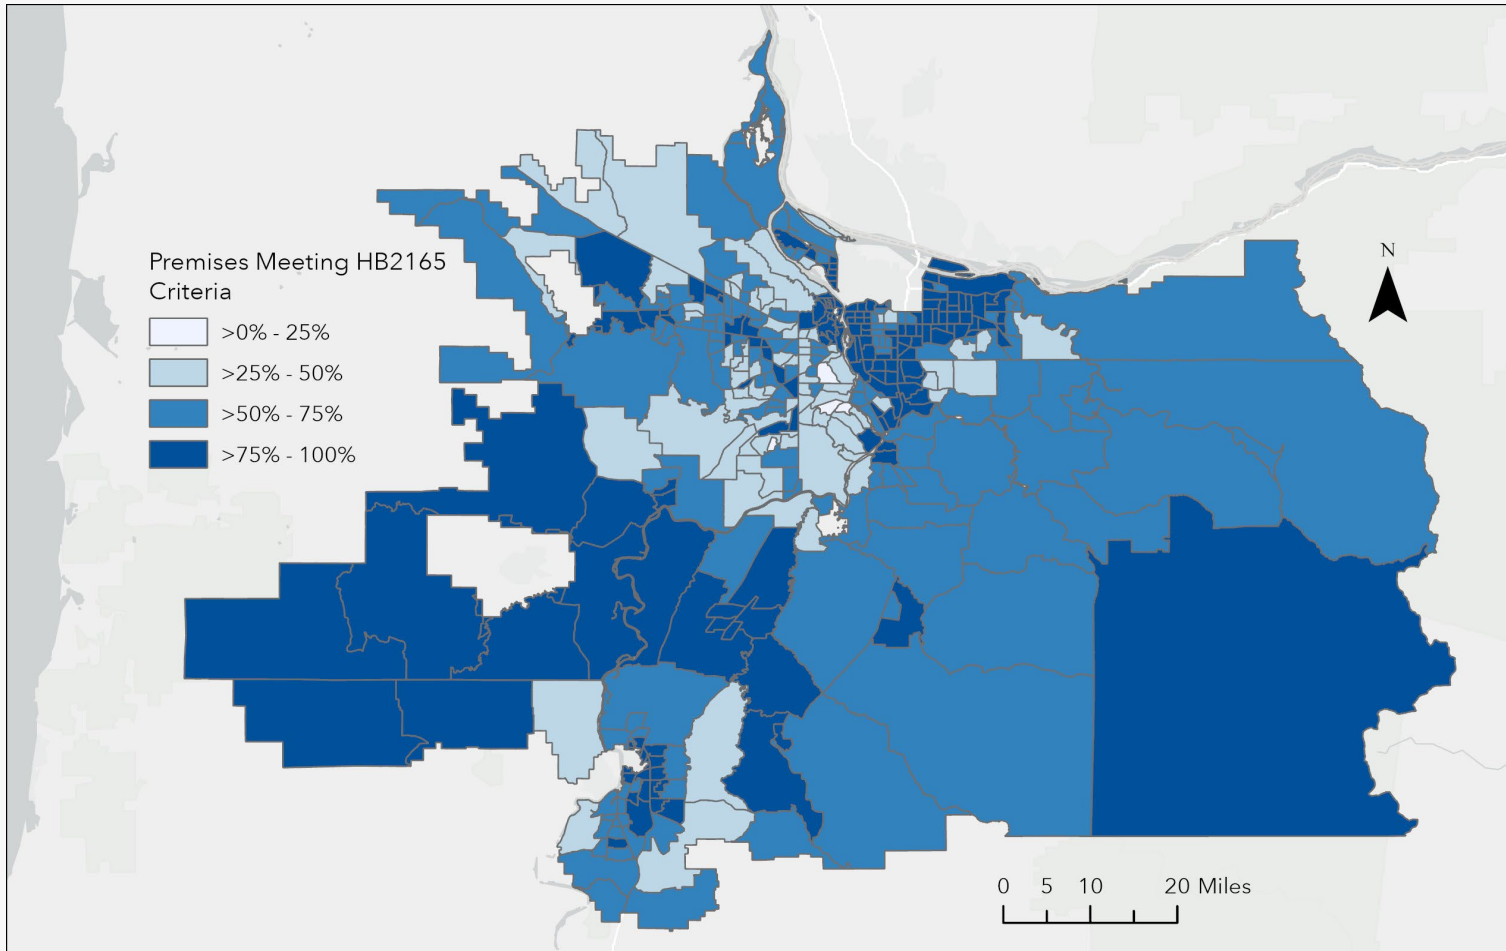 Premises Meeting HB2165
Criteria
>0% - 25%
>25% - 50%
>50% - 75%
>75% - 100%
N
0 5 10 20 Miles